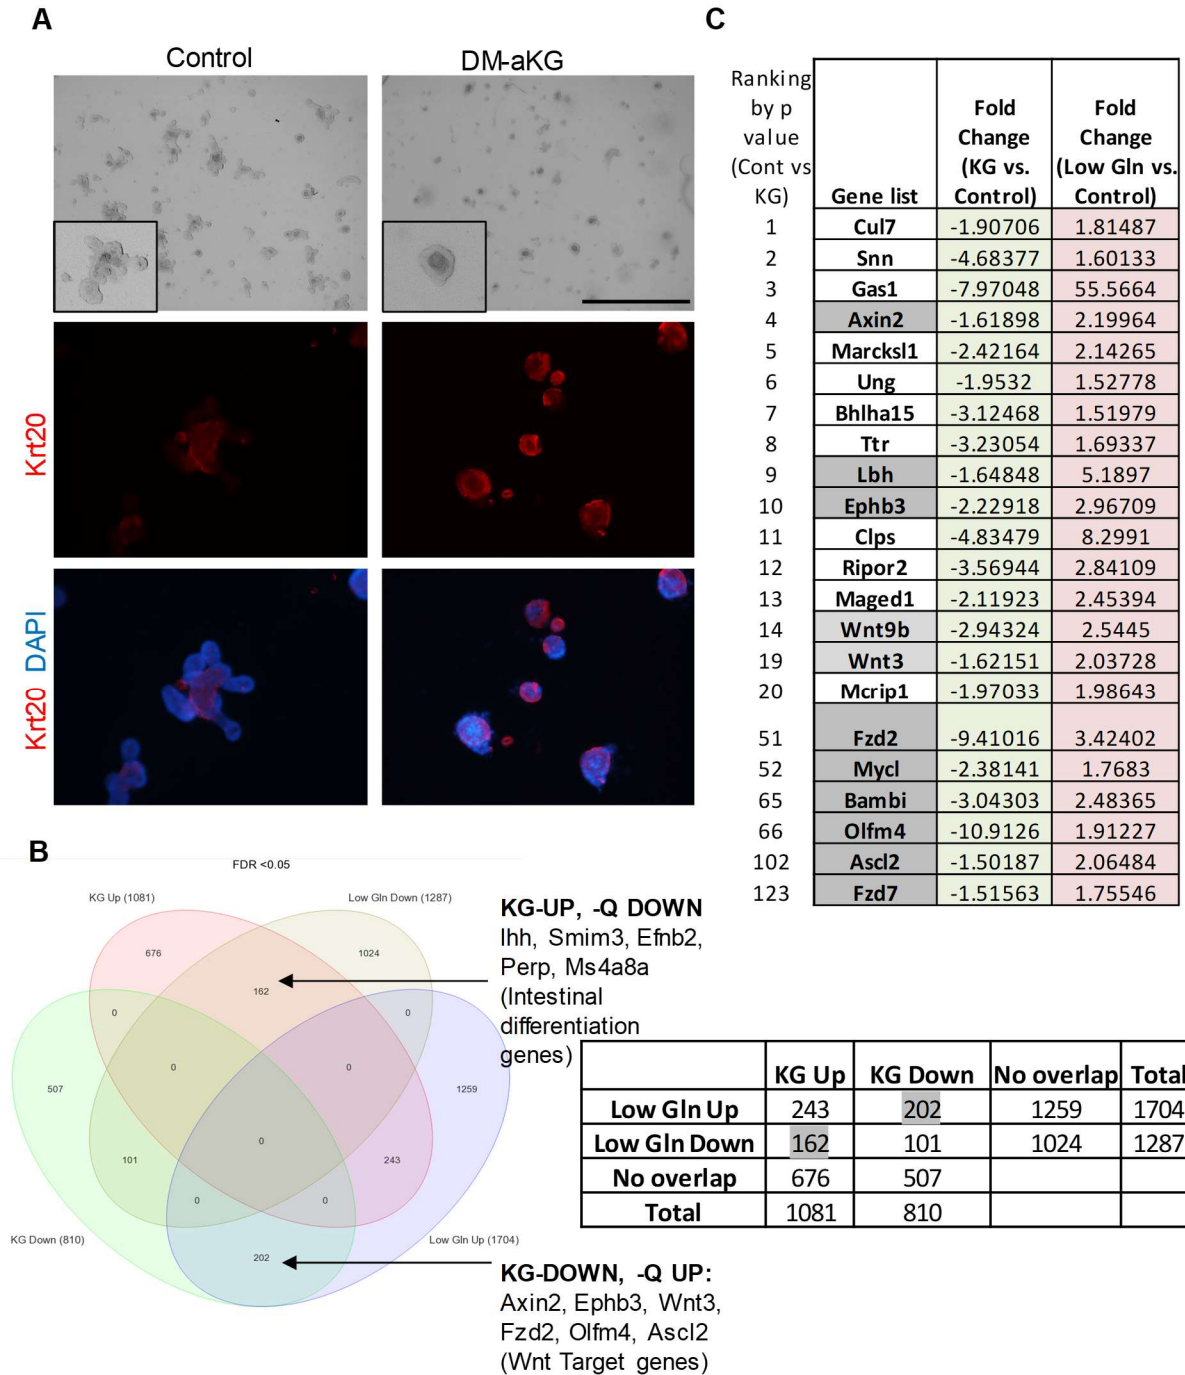 A
Control
DM-aKG
Krt20
Krt20 DAPI
B
FDR <0.05
KG Up (1081)
Low Gln Down (1287)
676
1024
162
0
0
0
0
507
1259
0
101
243
0
0
KG Down (810)
Low Gln Up (1704)
202
KG-UP, -Q DOWN
Ihh, Smim3, Efnb2,
Perp, Ms4a8a
(Intestinal
differentiation
genes)
KG-DOWN, -Q UP:
Axin2, Ephb3, Wnt3,
Fzd2, Olfm4, Ascl2
(Wnt Target genes)
KG Up KG Down No overlap Total
Low Gln Up 243 202 1259 1704
Low Gln Down 162 101 1024 1287
No overlap 676 507
Total 1081 810
C
Ranking
by p
value
(Cont vs
KG)
Gene list
Fold
Change
(KG vs.
Control)
Fold
Change
(Low Gln vs.
Control)
1 Cul7 -1.90706 1.81487
2 Snn -4.68377 1.60133
3 Gas1 -7.97048 55.5664
4 Axin2 -1.61898 2.19964
5 Marcksl1 -2.42164 2.14265
6 Ung -1.9532 1.52778
7 Bhlha15 -3.12468 1.51979
8 Ttr -3.23054 1.69337
9 Lbh -1.64848 5.1897
10 Ephb3 -2.22918 2.96709
11 Clps -4.83479 8.2991
12 Ripor2 -3.56944 2.84109
13 Maged1 -2.11923 2.45394
14 Wnt9b -2.94324 2.5445
19 Wnt3 -1.62151 2.03728
20 Mcrip1 -1.97033 1.98643
51 Fzd2 -9.41016 3.42402
52 Mycl -2.38141 1.7683
65 Bambi -3.04303 2.48365
66 Olfm4 -10.9126 1.91227
102 Ascl2 -1.50187 2.06484
123 Fzd7 -1.51563 1.75546